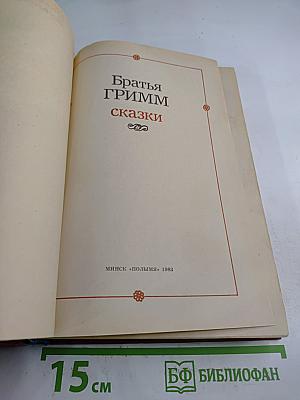 Братья
ГРИММ
сказки
МИНСК «ПОЛЫМЯ» 1983
15 см
БФ БИБЛИОФАН